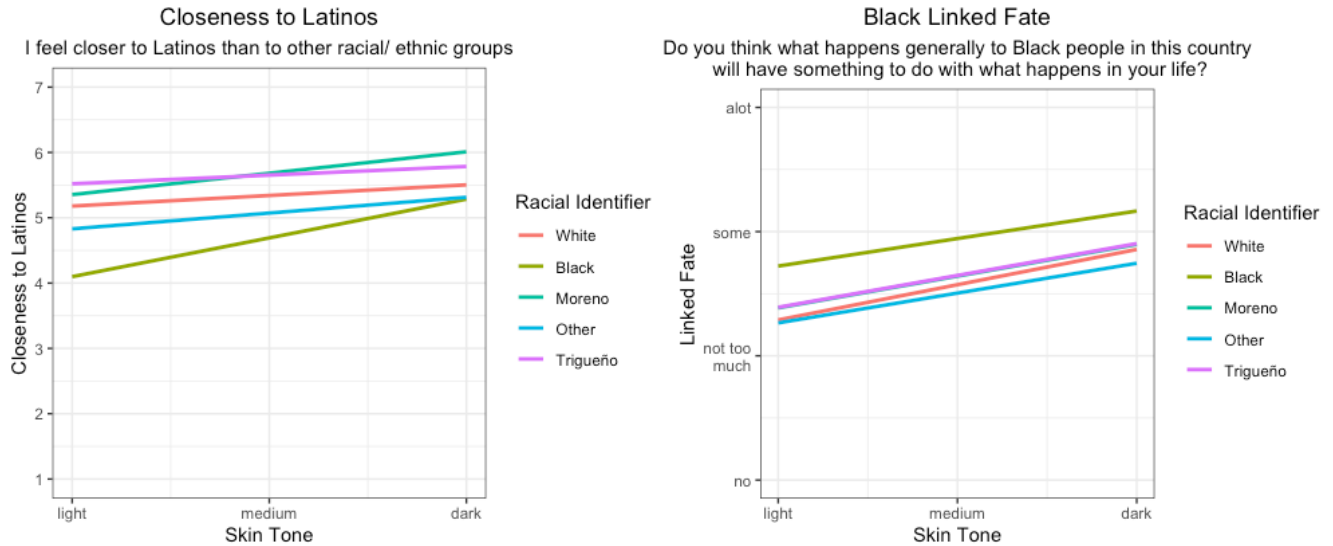 Closeness to Latinos
I feel closer to Latinos than to other racial/ ethnic groups
Closeness to Latinos
7
6
5
4
3
2
1
light
medium
dark
Skin Tone
Racial Identifier
White
Black
Moreno
Other
Trigueño
Black Linked Fate
Do you think what happens generally to Black people in this country
will have something to do with what happens in your life?
Linked Fate
alot
some
not too
much
no
light
medium
dark
Skin Tone
Racial Identifier
White
Black
Moreno
Other
Trigueño